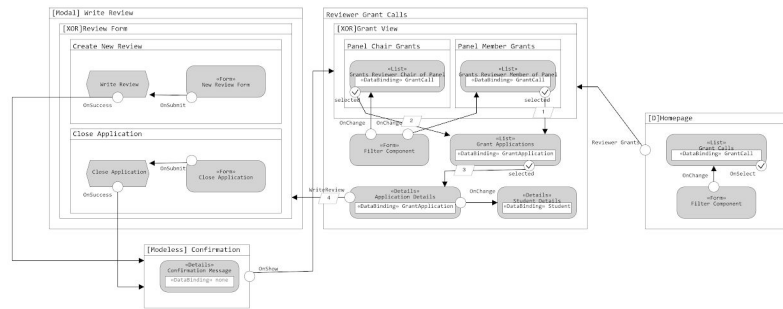 [Modal] Write Review
[XOR]Review Form
Create New Review
Write Review
OnSuccess
OnSubmit
«Form»
New Review Form
Close Application
Close Application
OnSuccess
OnSubmit
«Form»
Close Application
[Modeless] Confirmation
«Details»
Confirmation Message
«DataBinding» none
OnShow
Reviewer Grant Calls
[XOR]Grant View
Panel Chair Grants
«List»
Grants Reviewer Chair of Panel
«DataBinding» GrantCall
selected
Panel Member Grants
«List»
Grants Reviewer Member of Panel
«DataBinding» GrantCall
selected
OnChange
OnChange
2
1
«Form»
Filter Component
«List»
Grant Applications
«DataBinding» GrantApplication
selected
3
WriteReview
4
«Details»
Application Details
«DataBinding» GrantApplication
OnChange
«Details»
Student Details
«DataBinding» Student
Reviewer Grants
[D]Homepage
«List»
Grant Calls
«DataBinding» GrantCall
OnChange
OnSelect
«Form»
Filter Component